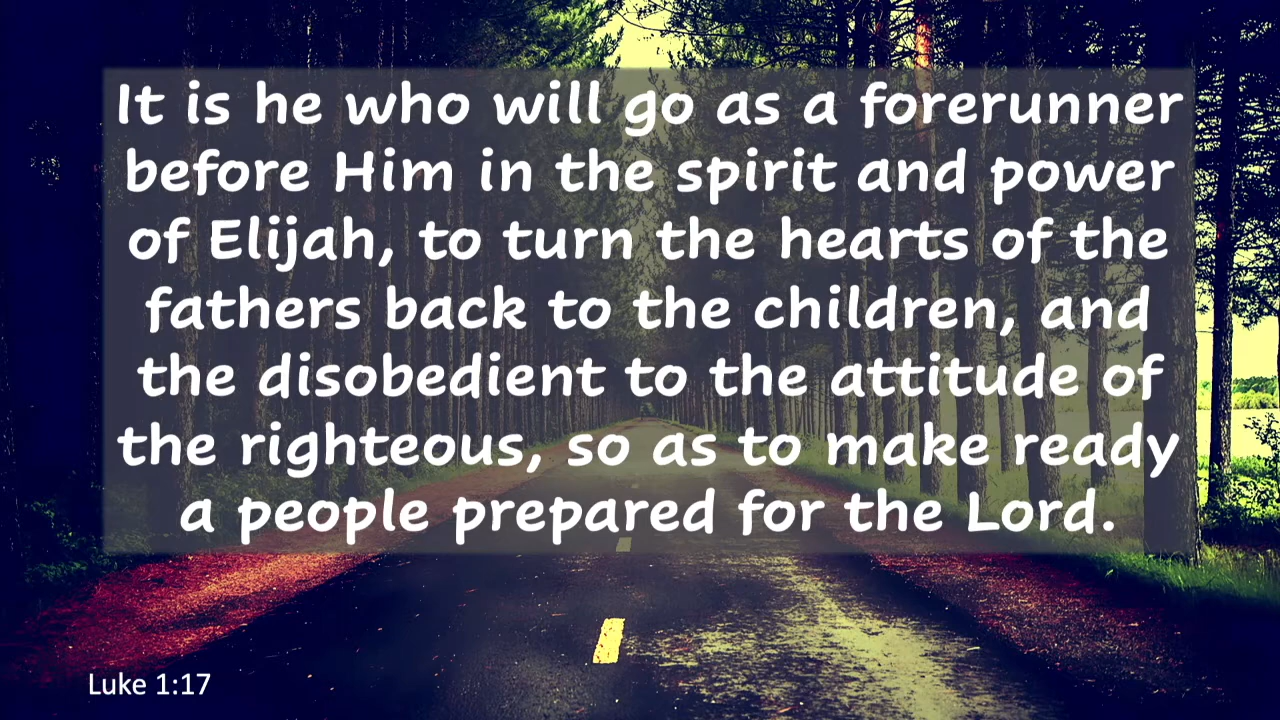 It is he who will go as a forerunner
before Him in the spirit and power
of Elijah, to turn the hearts of the
fathers back to the children, and
the disobedient to the attitude of
the righteous, so as to make ready
a people prepared for the Lord.
Luke 1:17